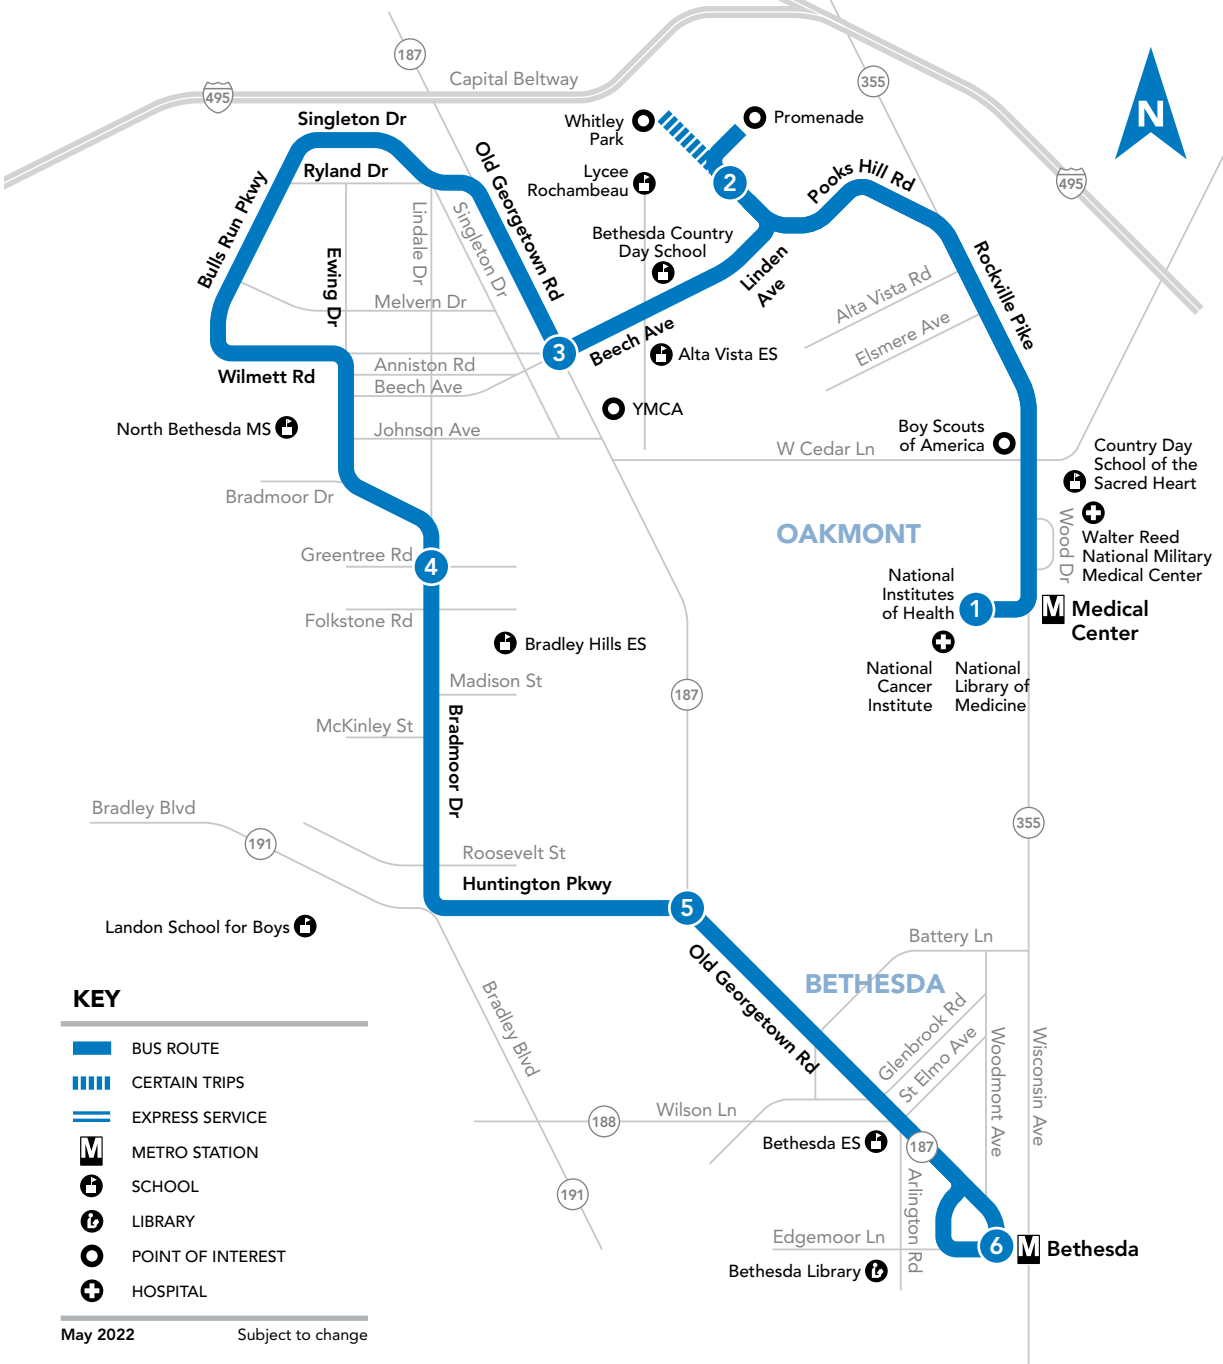 187
Capital Beltway
355
495
Singleton Dr
Whitley
Park
Promenade
N
Ryland Dr
Old Georgetown Rd
Lycee
Rochambeau
2
Pooks Hill Rd
495
Bulls Run Pkwy
Lindale Dr
Singleton Dr
Bethesda Country
Day School
Ewing Dr
Linden
Ave
Rockville Pike
Melvern Dr
Alta Vista Rd
Elsmere Ave
3
Beech Ave
Alta Vista ES
Wilmett Rd
Anniston Rd
Beech Ave
YMCA
North Bethesda MS
Johnson Ave
W Cedar Ln
Boy Scouts
of America
Country Day
School of the
Sacred Heart
Bradmoor Dr
Wood Dr
Walter Reed
National Military
Medical Center
OAKMONT
Greentree Rd
4
National
Institutes
of Health
1
M
Medical
Center
Folkstone Rd
Bradley Hills ES
National
Cancer
Institute
National
Library of
Medicine
Madison St
187
McKinley St
Bradmoor Dr
Bradley Blvd
191
355
Roosevelt St
Huntington Pkwy
5
Landon School for Boys
Battery Ln
Old Georgetown Rd
BETHESDA
Bradley Blvd
Glenbrook Rd
St Elmo Ave
Woodmont Ave
Wisconsin Ave
Wilson Ln
188
Bethesda ES
187
191
Arlington Rd
Edgemoor Ln
6
M
Bethesda
Bethesda Library
KEY
BUS ROUTE
CERTAIN TRIPS
EXPRESS SERVICE
M
METRO STATION
SCHOOL
LIBRARY
POINT OF INTEREST
HOSPITAL
May 2022
Subject to change